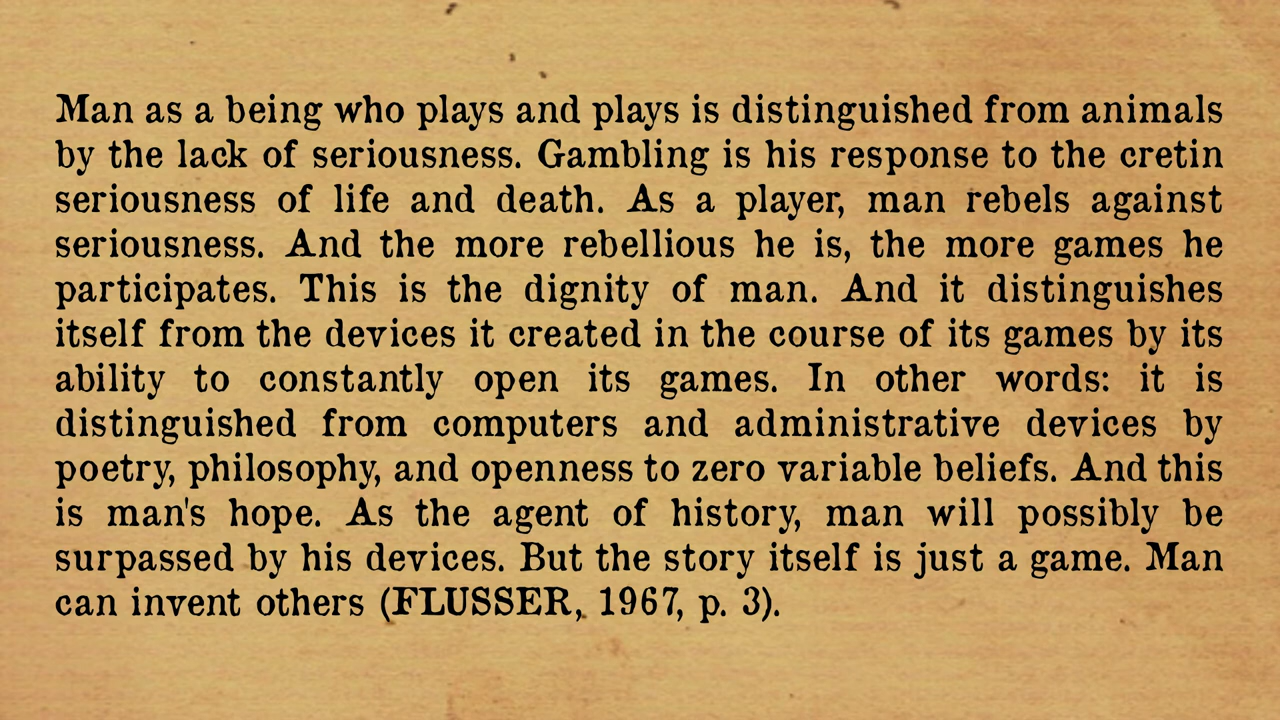 Man as a being who plays and plays is distinguished from animals
by the lack of seriousness. Gambling is his response to the cretin
seriousness of life and death. As a player, man rebels against
seriousness. And the more rebellious he is, the more games he
participates. This is the dignity of man. And it distinguishes
itself from the devices it created in the course of its games by its
ability to constantly open its games. In other words: it is
distinguished from computers and administrative devices by
poetry, philosophy, and openness to zero variable beliefs. And this
is man's hope. As the agent of history, man will possibly be
surpassed by his devices. But the story itself is just a game. Man
can invent others (FLUSSER, 1967, p. 3).